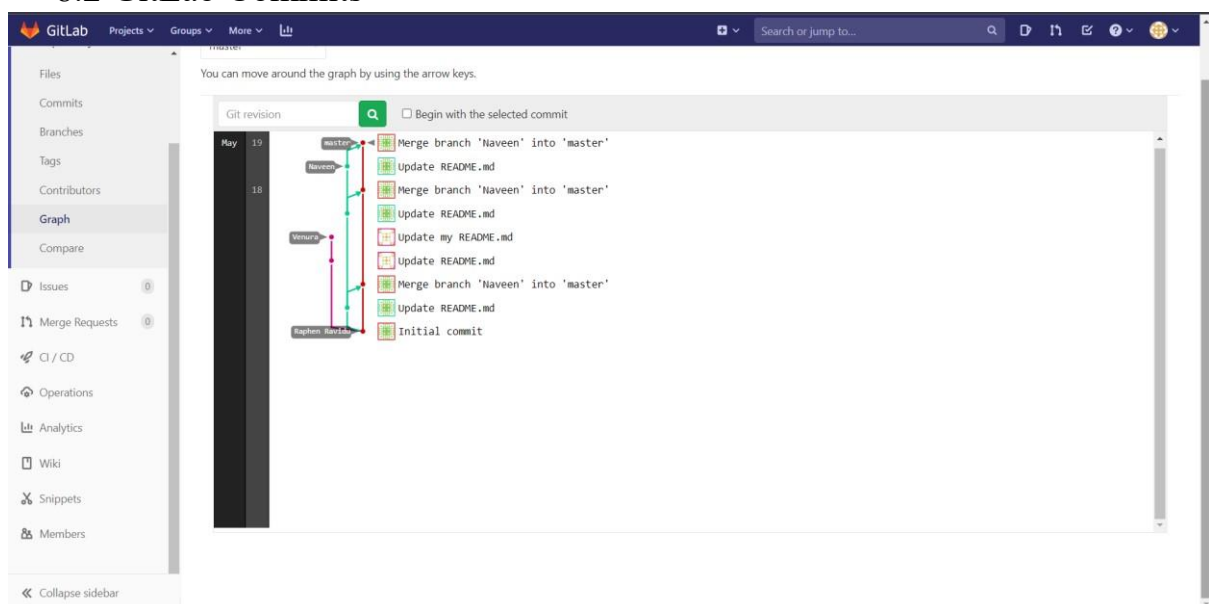 GitLab Projects Groups More Search or jump to...
master
You can move around the graph by using the arrow keys.
Files
Commits
Branches
Tags
Contributors
Graph
Compare
Issues 0
Merge Requests 0
CI / CD
Operations
Analytics
Wiki
Snippets
Members
Collapse sidebar
Git revision Begin with the selected commit
May 19 master Merge branch 'Naveen' into 'master'
Naveen Update README.md
18 Merge branch 'Naveen' into 'master'
Update README.md
Venura Update my README.md
Update README.md
Merge branch 'Naveen' into 'master'
Update README.md
Raphen Ravidu Initial commit